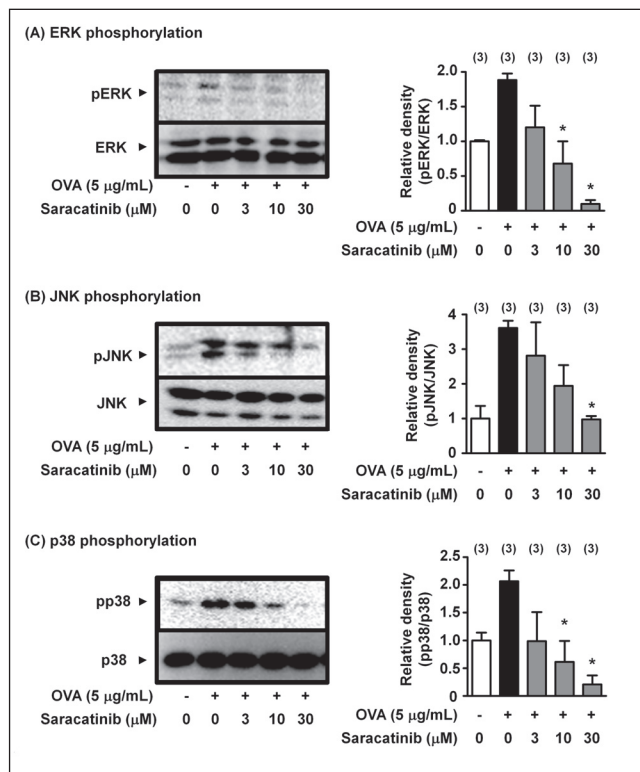 (A) ERK phosphorylation
pERK ►
ERK ►
OVA (5 μg/mL) - + + + +
Saracatinib (μM) 0 0 3 10 30
(3) (3) (3) (3) (3)
Relative density
(pERK/ERK)
2.0
1.5
1.0
0.5
0
*
*
OVA (5 μg/mL) - + + + +
Saracatinib (μM) 0 0 3 10 30
(B) JNK phosphorylation
pJNK ►
JNK ►
OVA (5 μg/mL) - + + + +
Saracatinib (μM) 0 0 3 10 30
(3) (3) (3) (3) (3)
Relative density
(pJNK/JNK)
4
3
2
1
0
*
OVA (5 μg/mL) - + + + +
Saracatinib (μM) 0 0 3 10 30
(C) p38 phosphorylation
pp38 ►
p38 ►
OVA (5 μg/mL) - + + + +
Saracatinib (μM) 0 0 3 10 30
(3) (3) (3) (3) (3)
Relative density
(pp38/p38)
2.5
2.0
1.5
1.0
0.5
0
*
*
OVA (5 μg/mL) - + + + +
Saracatinib (μM) 0 0 3 10 30